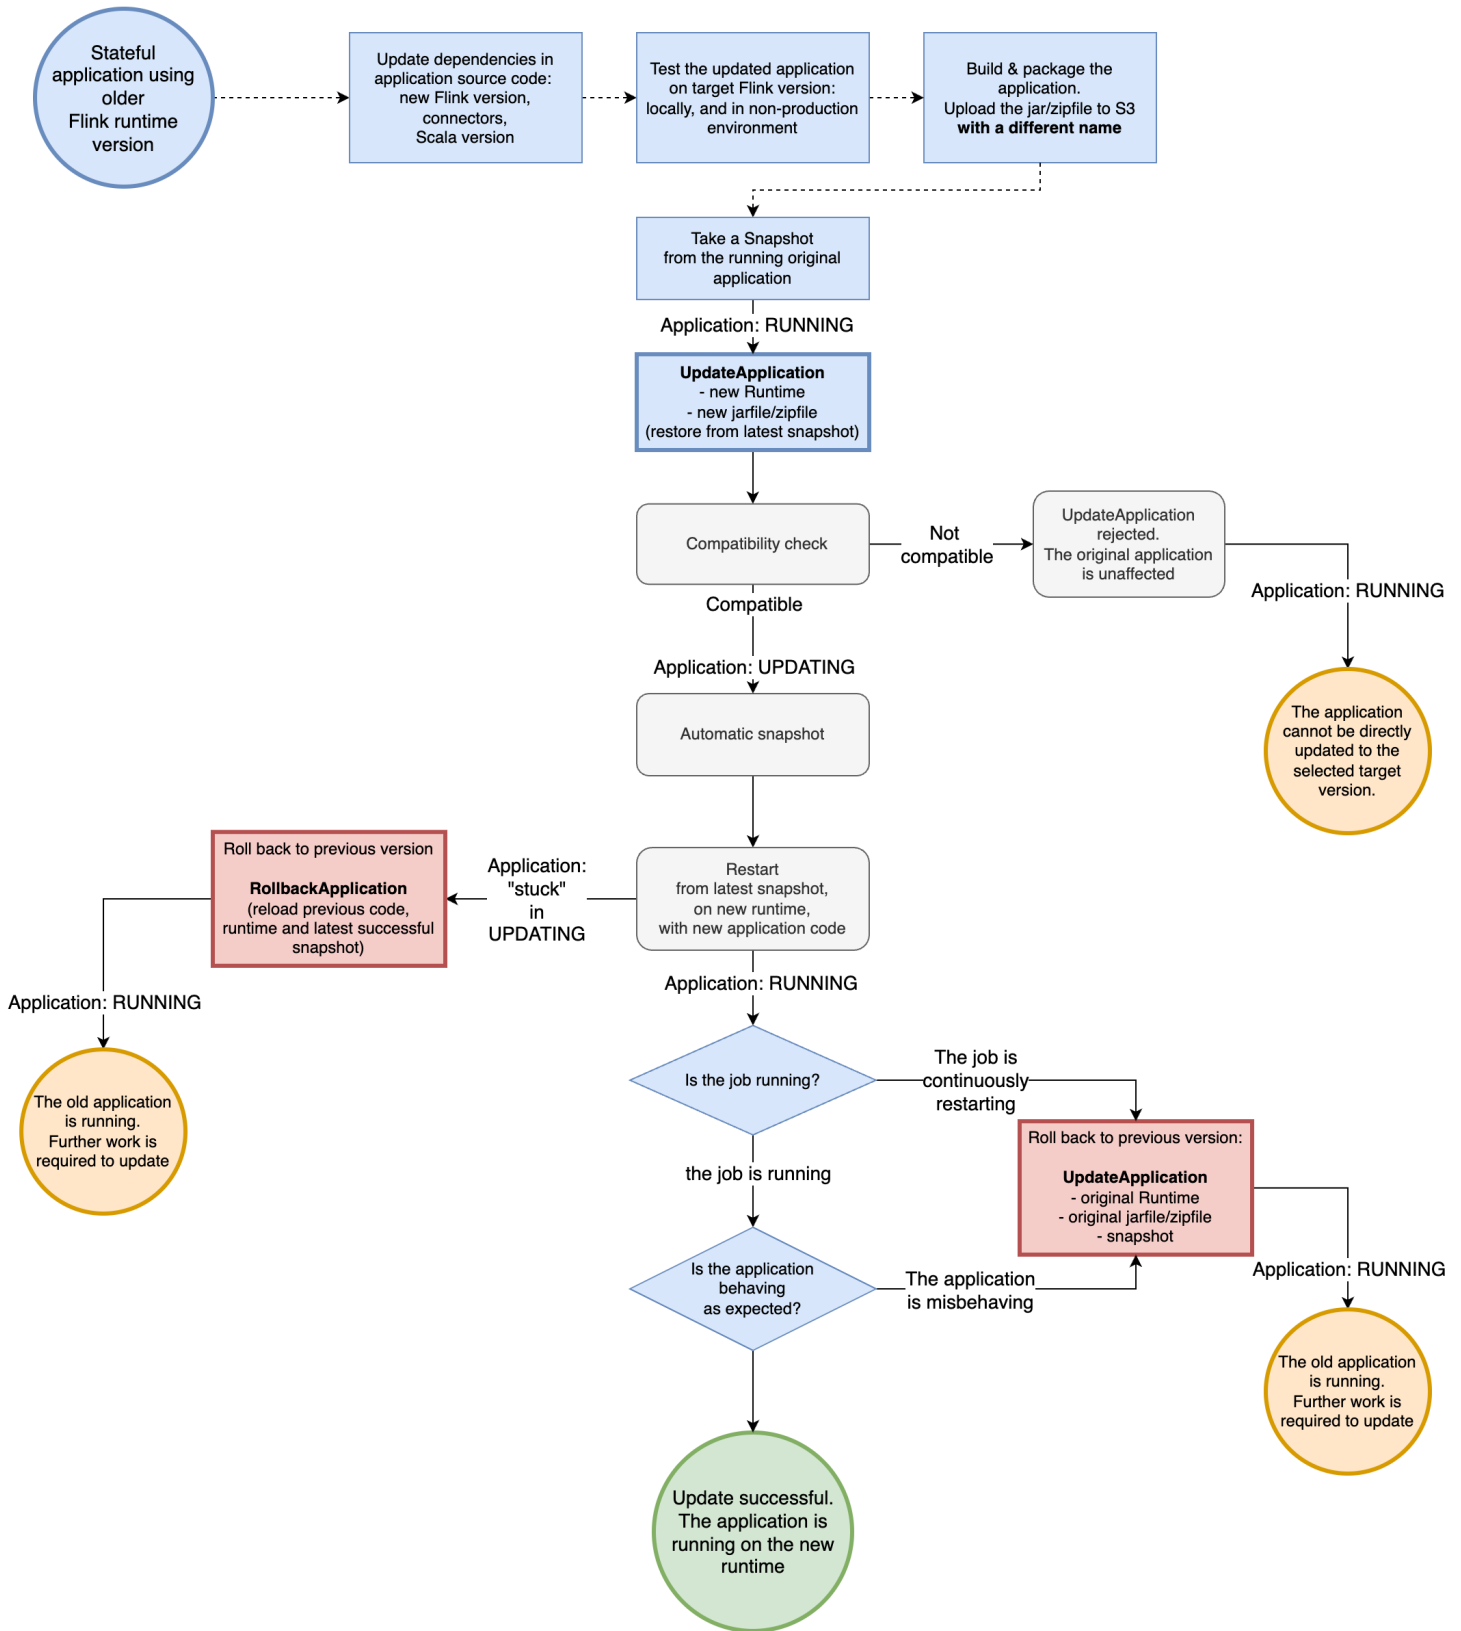 Stateful
application using
older
Flink runtime
version
Update dependencies in
application source code:
new Flink version,
connectors,
Scala version
Test the updated application
on target Flink version:
locally, and in non-production
environment
Build & package the
application.
Upload the jar/zipfile to S3
with a different name
Take a Snapshot
from the running original
application
Application: RUNNING
UpdateApplication
- new Runtime
- new jarfile/zipfile
(restore from latest snapshot)
Compatibility check
Not
compatible
UpdateApplication
rejected.
The original application
is unaffected
Application: RUNNING
The application
cannot be directly
updated to the
selected target
version.
Compatible
Application: UPDATING
Automatic snapshot
Restart
from latest snapshot,
on new runtime,
with new application code
Application:
"stuck"
in
UPDATING
Roll back to previous version
RollbackApplication
(reload previous code,
runtime and latest successful
snapshot)
Application: RUNNING
The old application
is running.
Further work is
required to update
Application: RUNNING
Is the job running?
The job is
continuously
restarting
the job is running
Roll back to previous version:
UpdateApplication
- original Runtime
- original jarfile/zipfile
- snapshot
Is the application
behaving
as expected?
The application
is misbehaving
Application: RUNNING
The old application
is running.
Further work is
required to update
Update successful.
The application is
running on the new
runtime